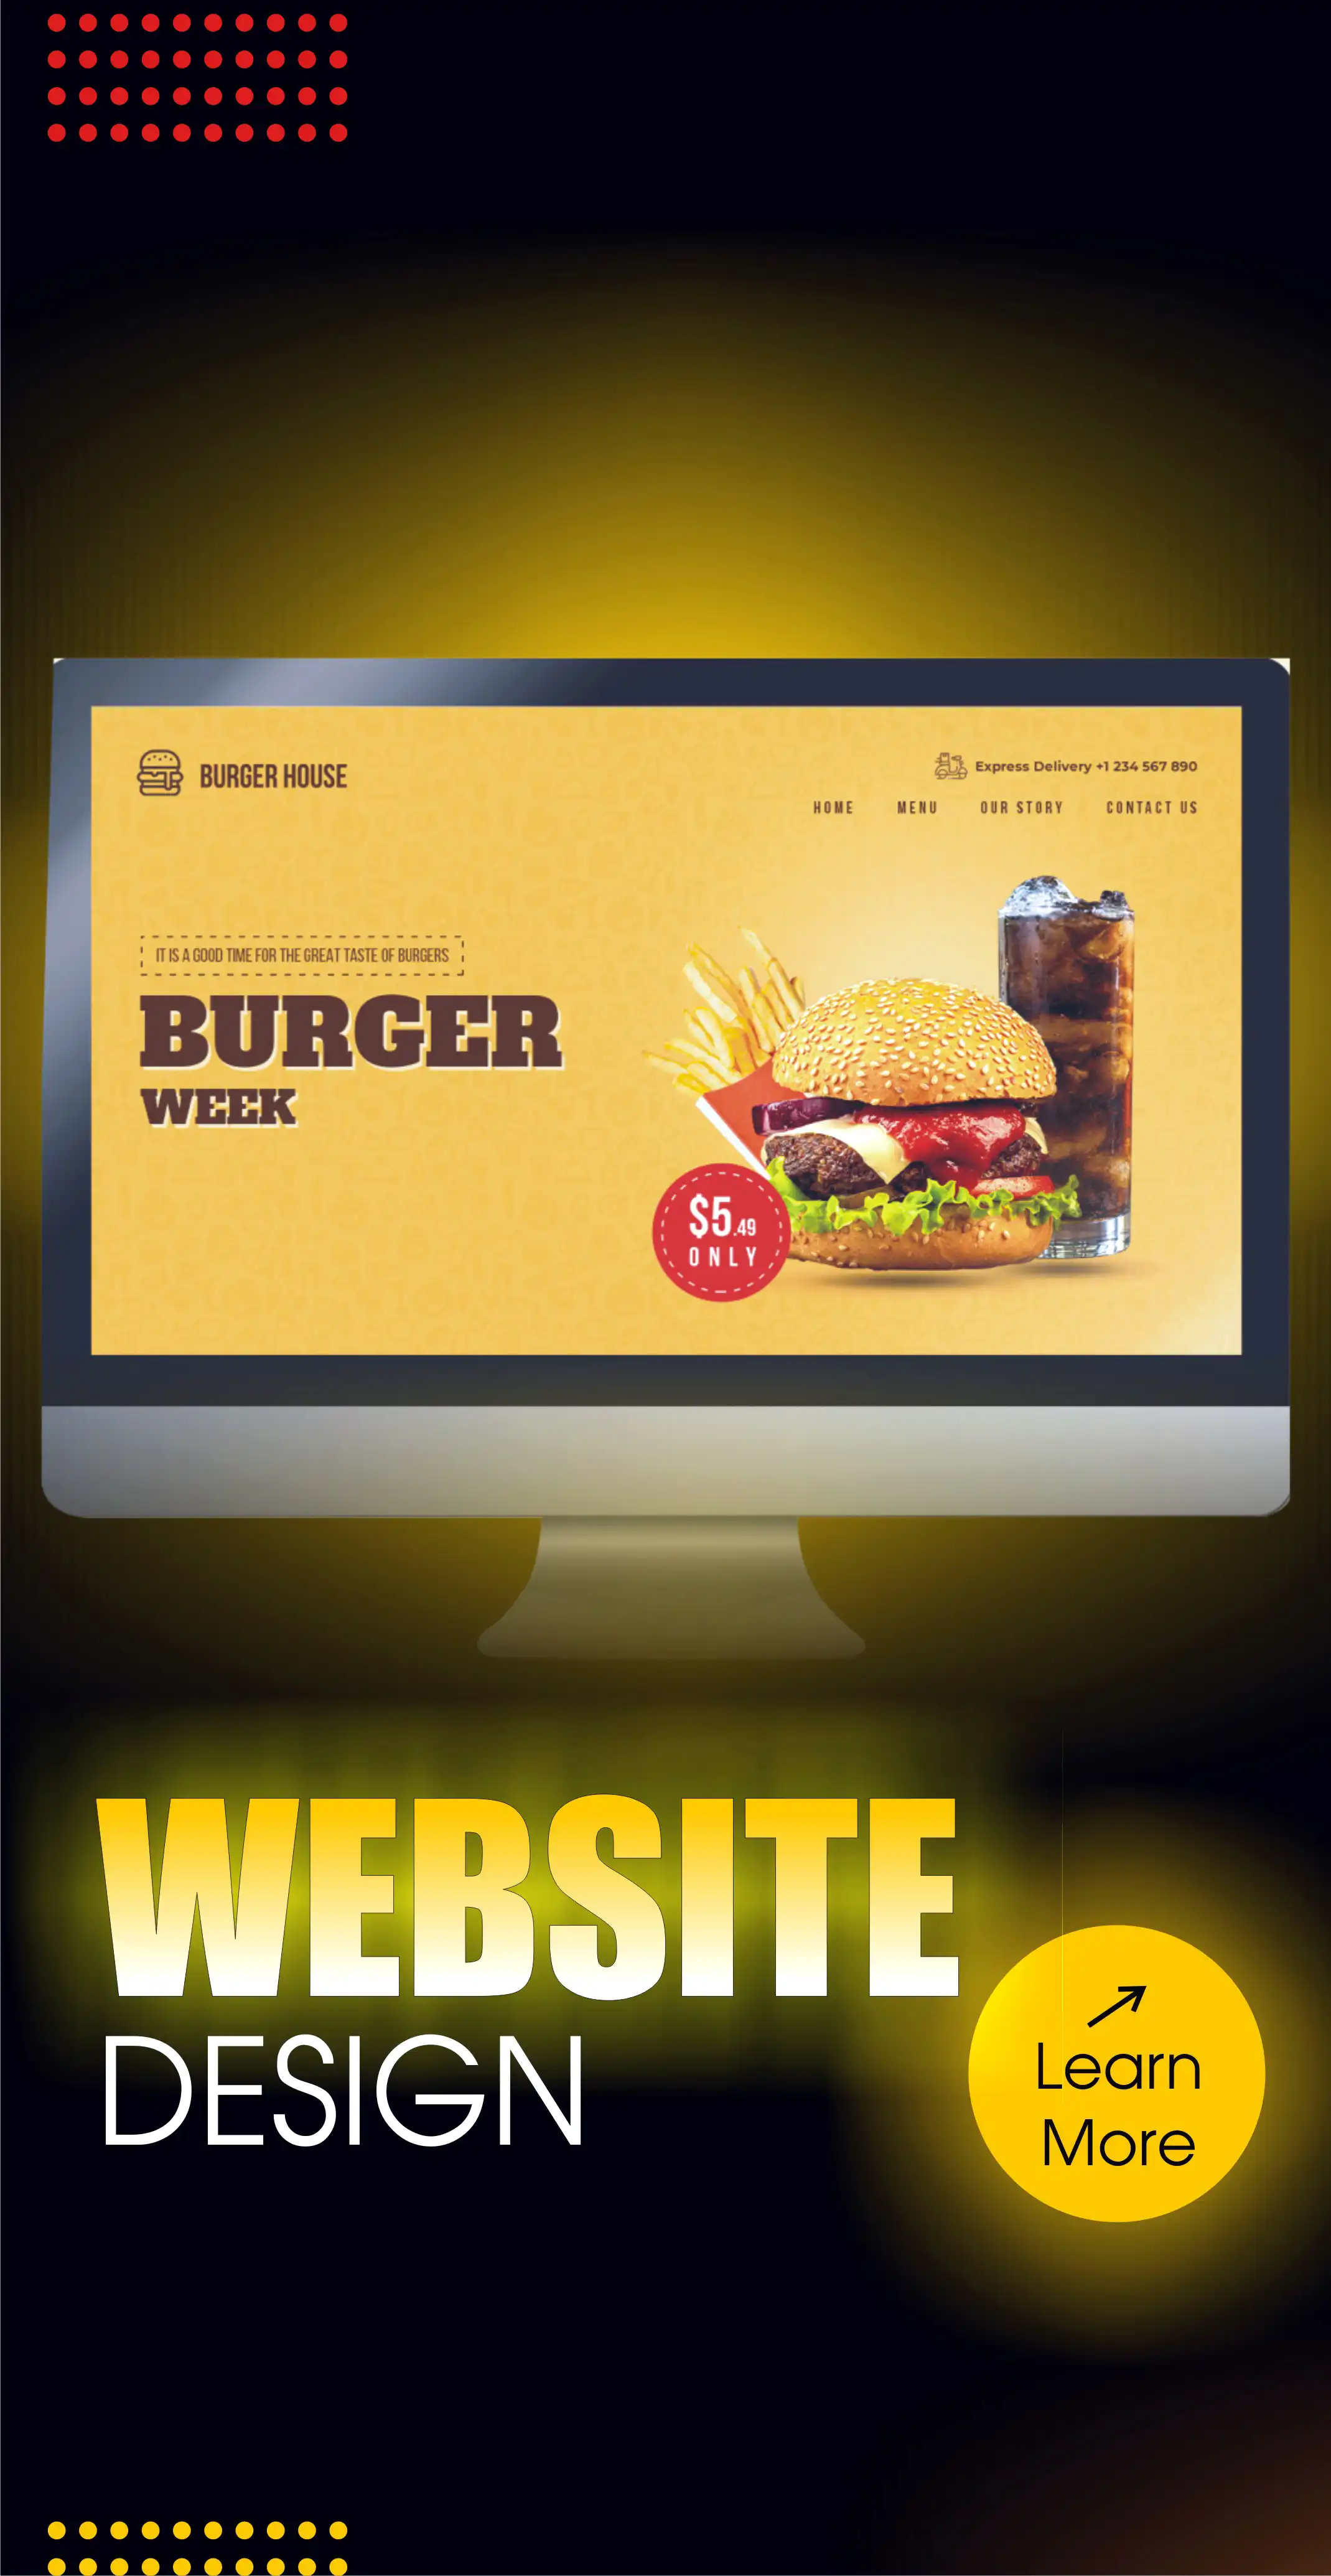 BURGER HOUSE
Express Delivery +1 234 567 890
HOME MENU OUR STORY CONTACT US
IT IS A GOOD TIME FOR THE GREAT TASTE OF BURGERS
BURGER
WEEK
$5.49
ONLY
WEBSITE
DESIGN
Learn
More